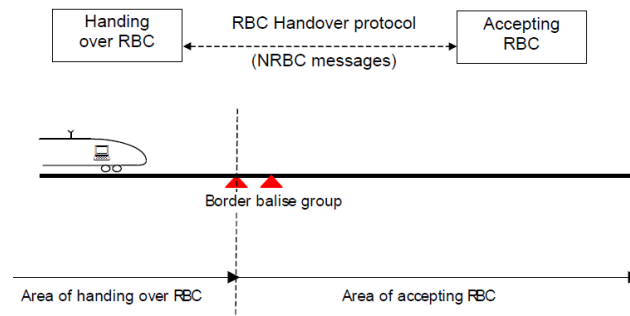 Handing
over RBC
RBC Handover protocol
(NRBC messages)
Accepting
RBC
Border balise group
Area of handing over RBC
Area of accepting RBC